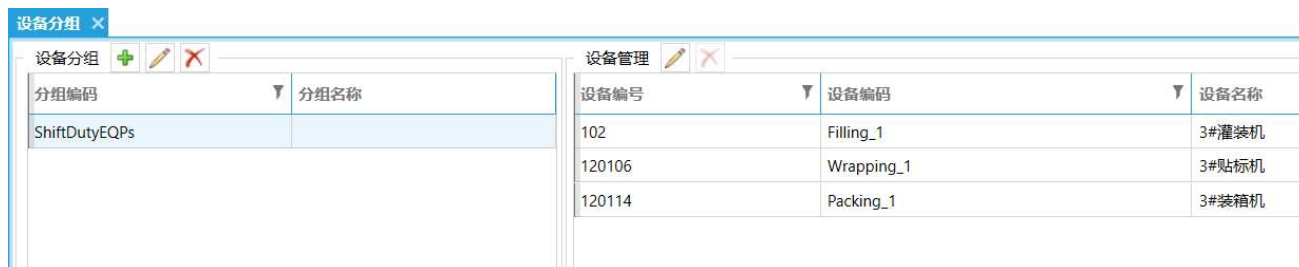 设备分组
设备分组 设备管理
分组编码 分组名称 设备编号 设备编码 设备名称
ShiftDutyEQPs 102 Filling_1 3#灌装机
120106 Wrapping_1 3#贴标机
120114 Packing_1 3#装箱机